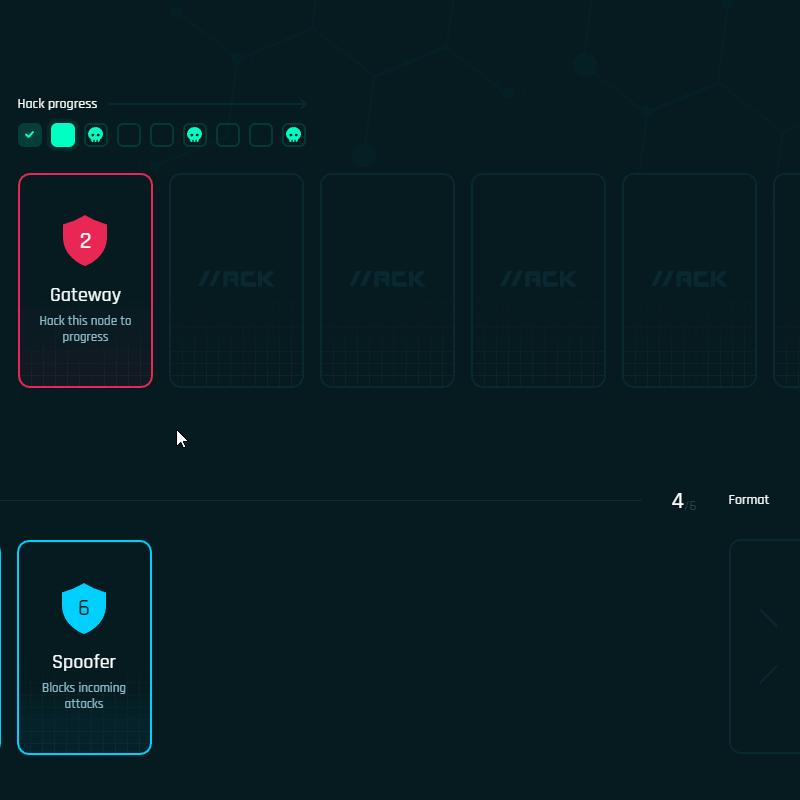 Hack progress
2
Gateway
Hack this node to
progress
//ACK
//ACK
//ACK
//ACK
4/6
Format
6
Spoofer
Blocks incoming
attacks